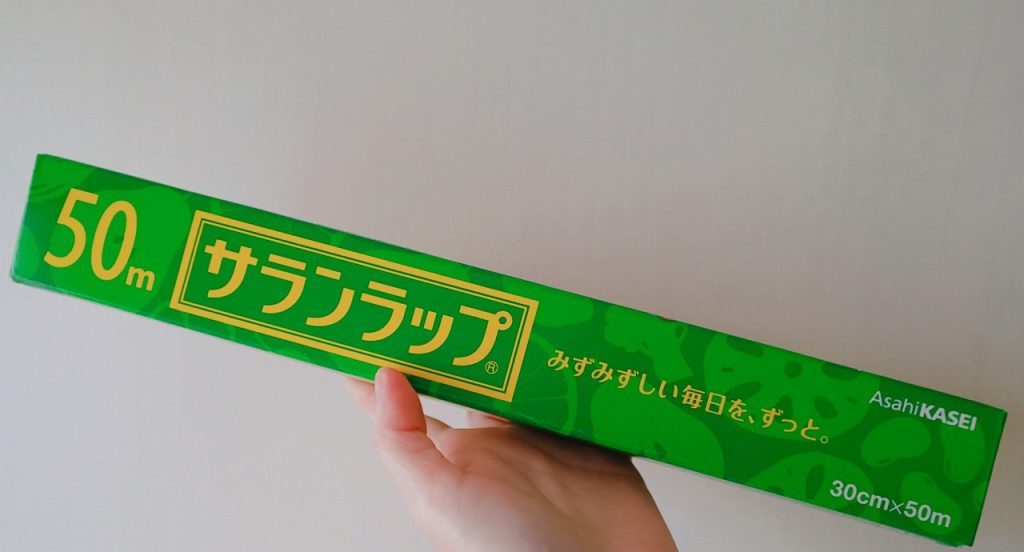 50m
サランラップ®
みずみずしい毎日を、ずっと。
AsahiKASEI
30cm×50m